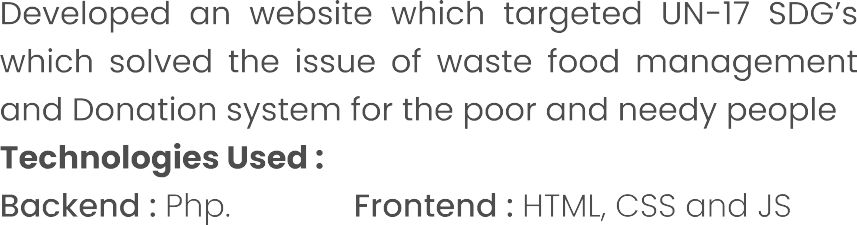 Developed an website which targeted UN-17 SDG's
which solved the issue of waste food management
and Donation system for the poor and needy people
Technologies Used :
Backend : Php. Frontend : HTML, CSS and JS